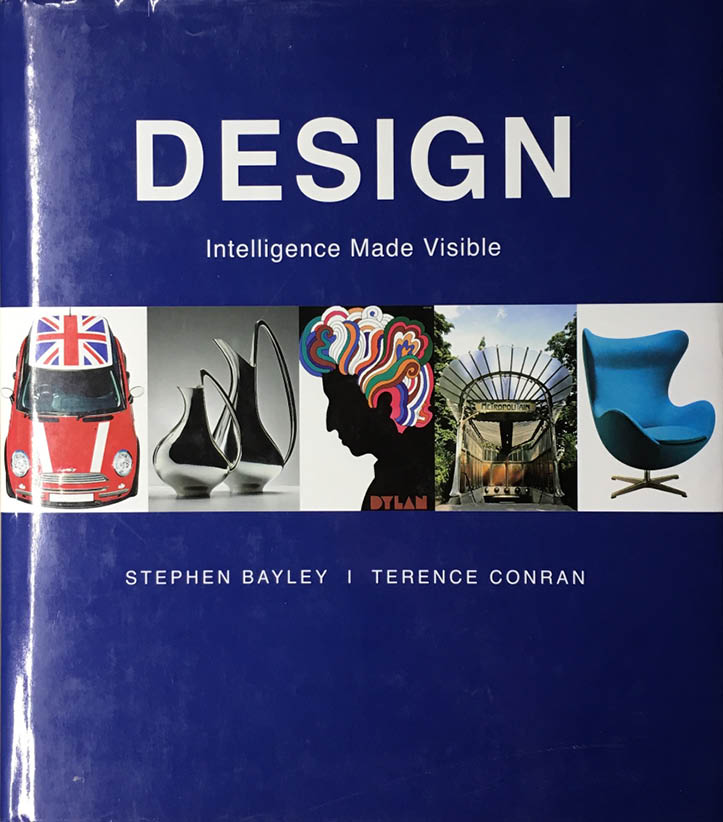 DESIGN
Intelligence Made Visible
METROPOLITAIN
DYLAN
STEPHEN BAYLEY | TERENCE CONRAN